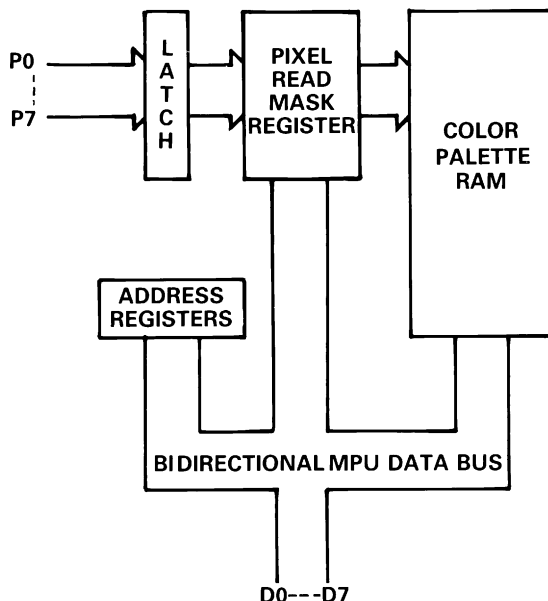 P0
P7
L
A
T
C
H
PIXEL
READ
MASK
REGISTER
COLOR
PALETTE
RAM
ADDRESS
REGISTERS
BIDIRECTIONAL MPU DATA BUS
D0---D7